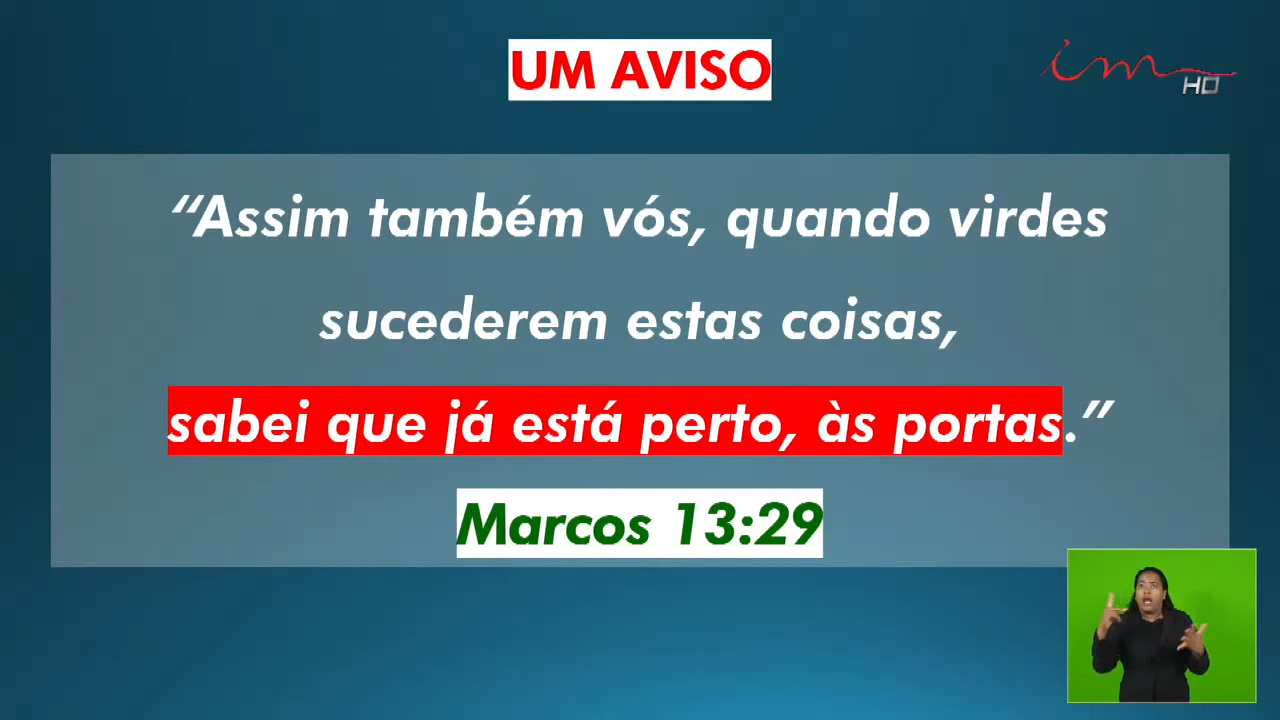 UM AVISO
im
HD
“Assim também vós, quando virdes
sucederem estas coisas,
sabei que já está perto, às portas.”
Marcos 13:29